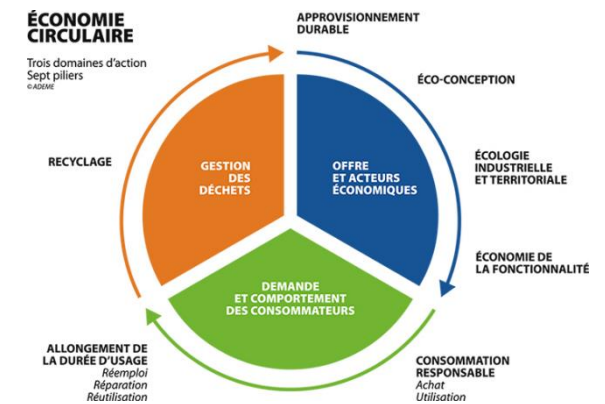 ÉCONOMIE
CIRCULAIRE
Trois domaines d'action
Sept piliers
© ADEME
APPROVISIONNEMENT
DURABLE
ÉCO-CONCEPTION
ÉCOLOGIE
INDUSTRIELLE
ET TERRITORIALE
ÉCONOMIE DE
LA FONCTIONNALITÉ
OFFRE
ET ACTEURS
ÉCONOMIQUES
RECYCLAGE
GESTION
DES
DÉCHETS
DEMANDE
ET COMPORTEMENT
DES CONSOMMATEURS
CONSOMMATION
RESPONSABLE
Achat
Utilisation
ALLONGEMENT DE
LA DURÉE D'USAGE
Réemploi
Réparation
Réutilisation